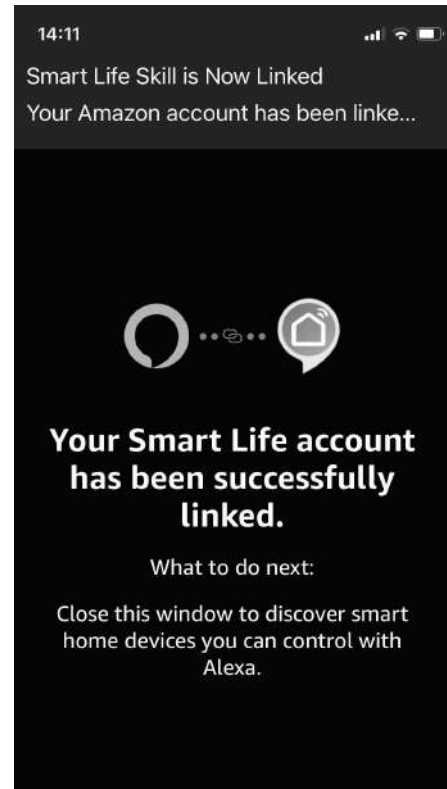 14:11
Smart Life Skill is Now Linked
Your Amazon account has been linke...
Your Smart Life account
has been successfully
linked.
What to do next:
Close this window to discover smart
home devices you can control with
Alexa.